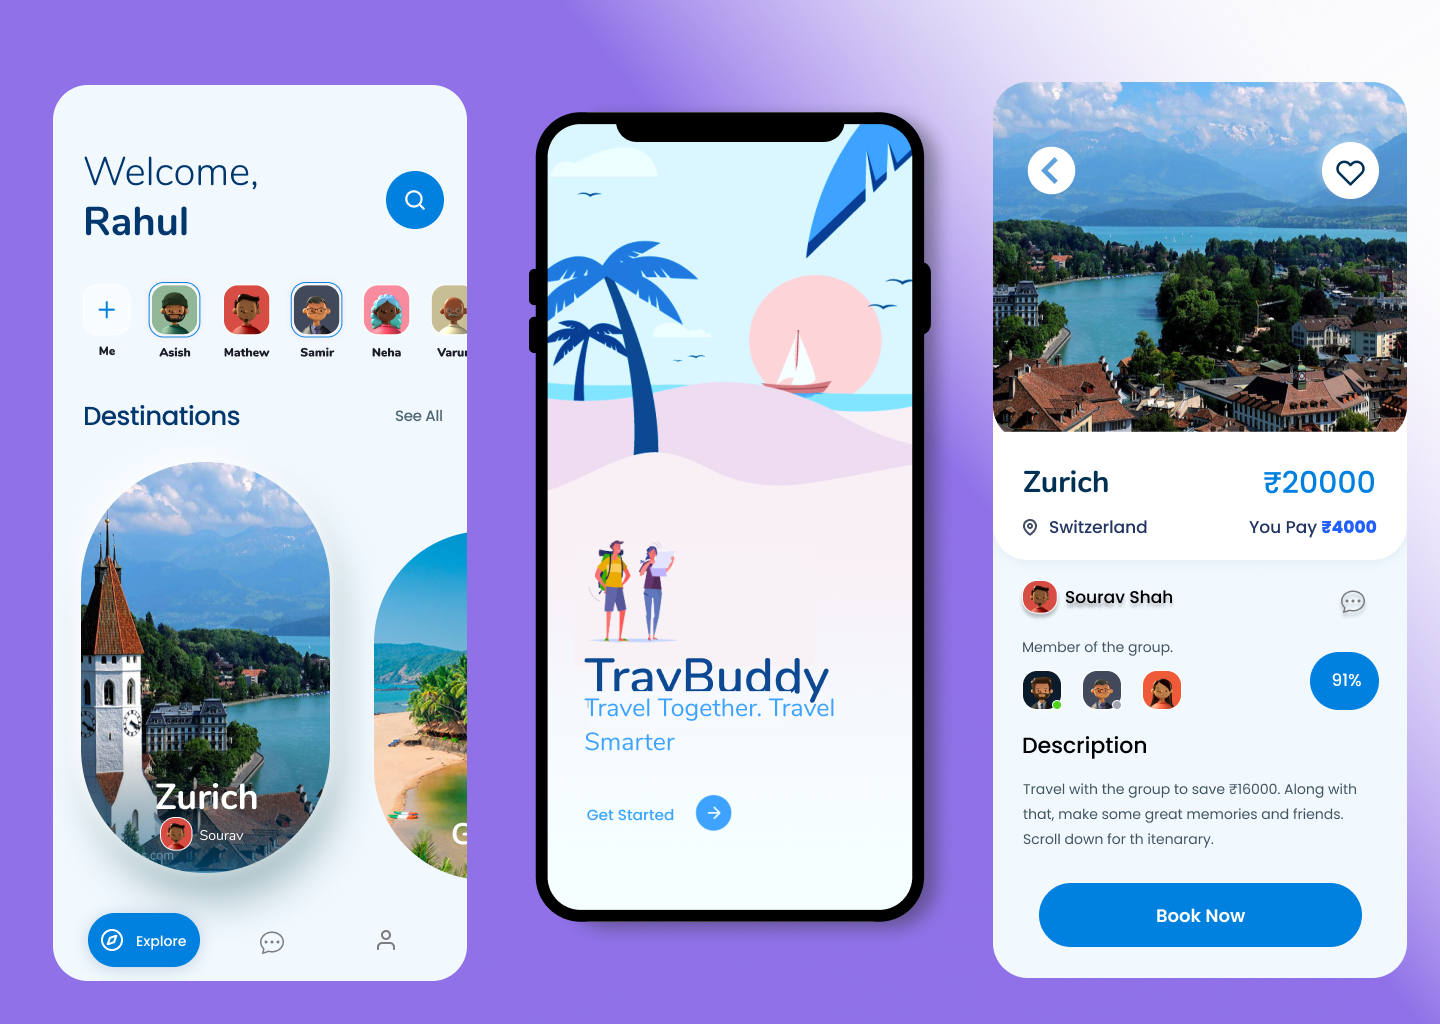 Welcome,
Rahul
Me
Asish
Mathew
Samir
Neha
Varun
Destinations
See All
Zurich
Sourav
s.com
G
Explore
TravBuddy
Travel Together. Travel
Smarter
Get Started
Zurich
₹20000
Switzerland
You Pay ₹4000
Sourav Shah
Member of the group.
91%
Description
Travel with the group to save ₹16000. Along with
that, make some great memories and friends.
Scroll down for th itenarary.
Book Now